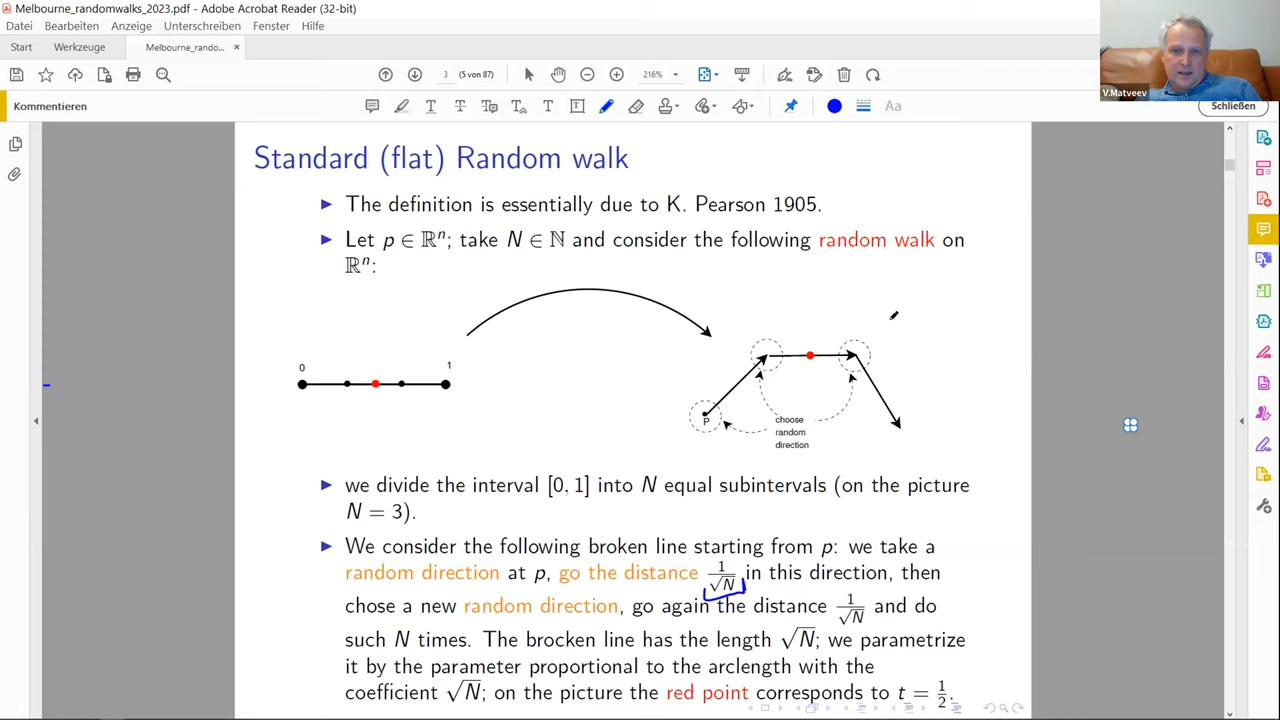 Melbourne_randomwalks_2023.pdf - Adobe Acrobat Reader (32-bit)
Datei Bearbeiten Anzeige Unterschreiben Fenster Hilfe
Start Werkzeuge Melbourne_rando... ×
3 (5 von 87) 216%
Kommentieren
V.Matveev
Schließen
Standard (flat) Random walk
The definition is essentially due to K. Pearson 1905.
Let p ∈ ℝⁿ; take N ∈ ℕ and consider the following random walk on
ℝⁿ:
0
1
P
choose
random
direction
we divide the interval [0, 1] into N equal subintervals (on the picture
N = 3).
We consider the following broken line starting from p: we take a
random direction at p, go the distance 1/√N in this direction, then
chose a new random direction, go again the distance 1/√N and do
such N times. The brocken line has the length √N; we parametrize
it by the parameter proportional to the arclength with the
coefficient √N; on the picture the red point corresponds to t = 1/2.